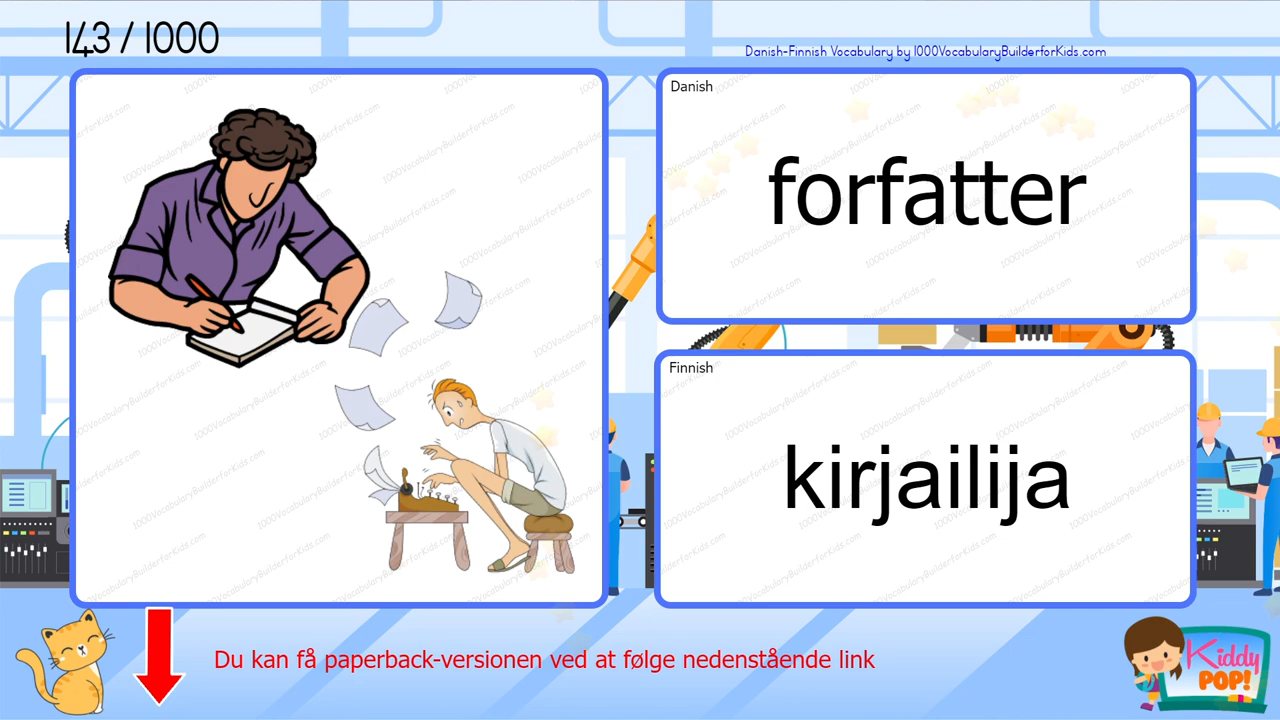 143 / 1000
Danish-Finnish Vocabulary by 1000VocabularyBuilderforKids.com
Danish
forfatter
Finnish
kirjailija
Du kan få paperback-versionen ved at følge nedenstående link
Kiddy
POP!